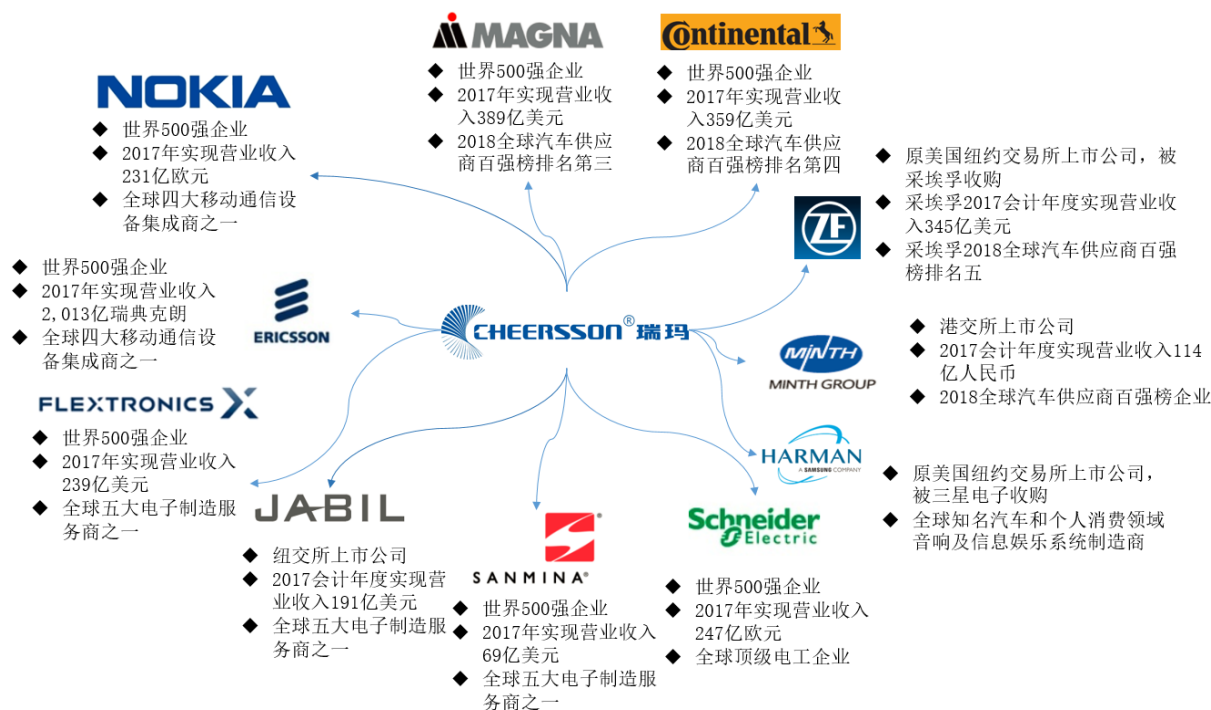 MAGNA
◆ 世界500强企业
◆ 2017年实现营业收
入389亿美元
◆ 2018全球汽车供应
商百强榜排名第三
Continental
◆ 世界500强企业
◆ 2017年实现营业收
入359亿美元
◆ 2018全球汽车供应
商百强榜排名第四
NOKIA
◆ 世界500强企业
◆ 2017年实现营业收入
231亿欧元
◆ 全球四大移动通信设
备集成商之一
ZF
◆ 原美国纽约交易所上市公司，被
采埃孚收购
◆ 采埃孚2017会计年度实现营业收
入345亿美元
◆ 采埃孚2018全球汽车供应商百强
榜排名五
◆ 世界500强企业
◆ 2017年实现营业收入
2,013亿瑞典克朗
◆ 全球四大移动通信设
备集成商之一
ERICSSON
CHEERSSON®瑞玛
MINTH
MINTH GROUP
◆ 港交所上市公司
◆ 2017会计年度实现营业收入114
亿人民币
◆ 2018全球汽车供应商百强榜企业
FLEXTRONICS
◆ 世界500强企业
◆ 2017年实现营业收入
239亿美元
◆ 全球五大电子制造服
务商之一
HARMAN
A SAMSUNG COMPANY
◆ 原美国纽约交易所上市公司，
被三星电子收购
◆ 全球知名汽车和个人消费领域
音响及信息娱乐系统制造商
JABIL
◆ 纽交所上市公司
◆ 2017会计年度实现营
业收入191亿美元
◆ 全球五大电子制造服
务商之一
SANMINA®
◆ 世界500强企业
◆ 2017年实现营业收入
69亿美元
◆ 全球五大电子制造服
务商之一
Schneider
Electric
◆ 世界500强企业
◆ 2017年实现营业收入
247亿欧元
◆ 全球顶级电工企业